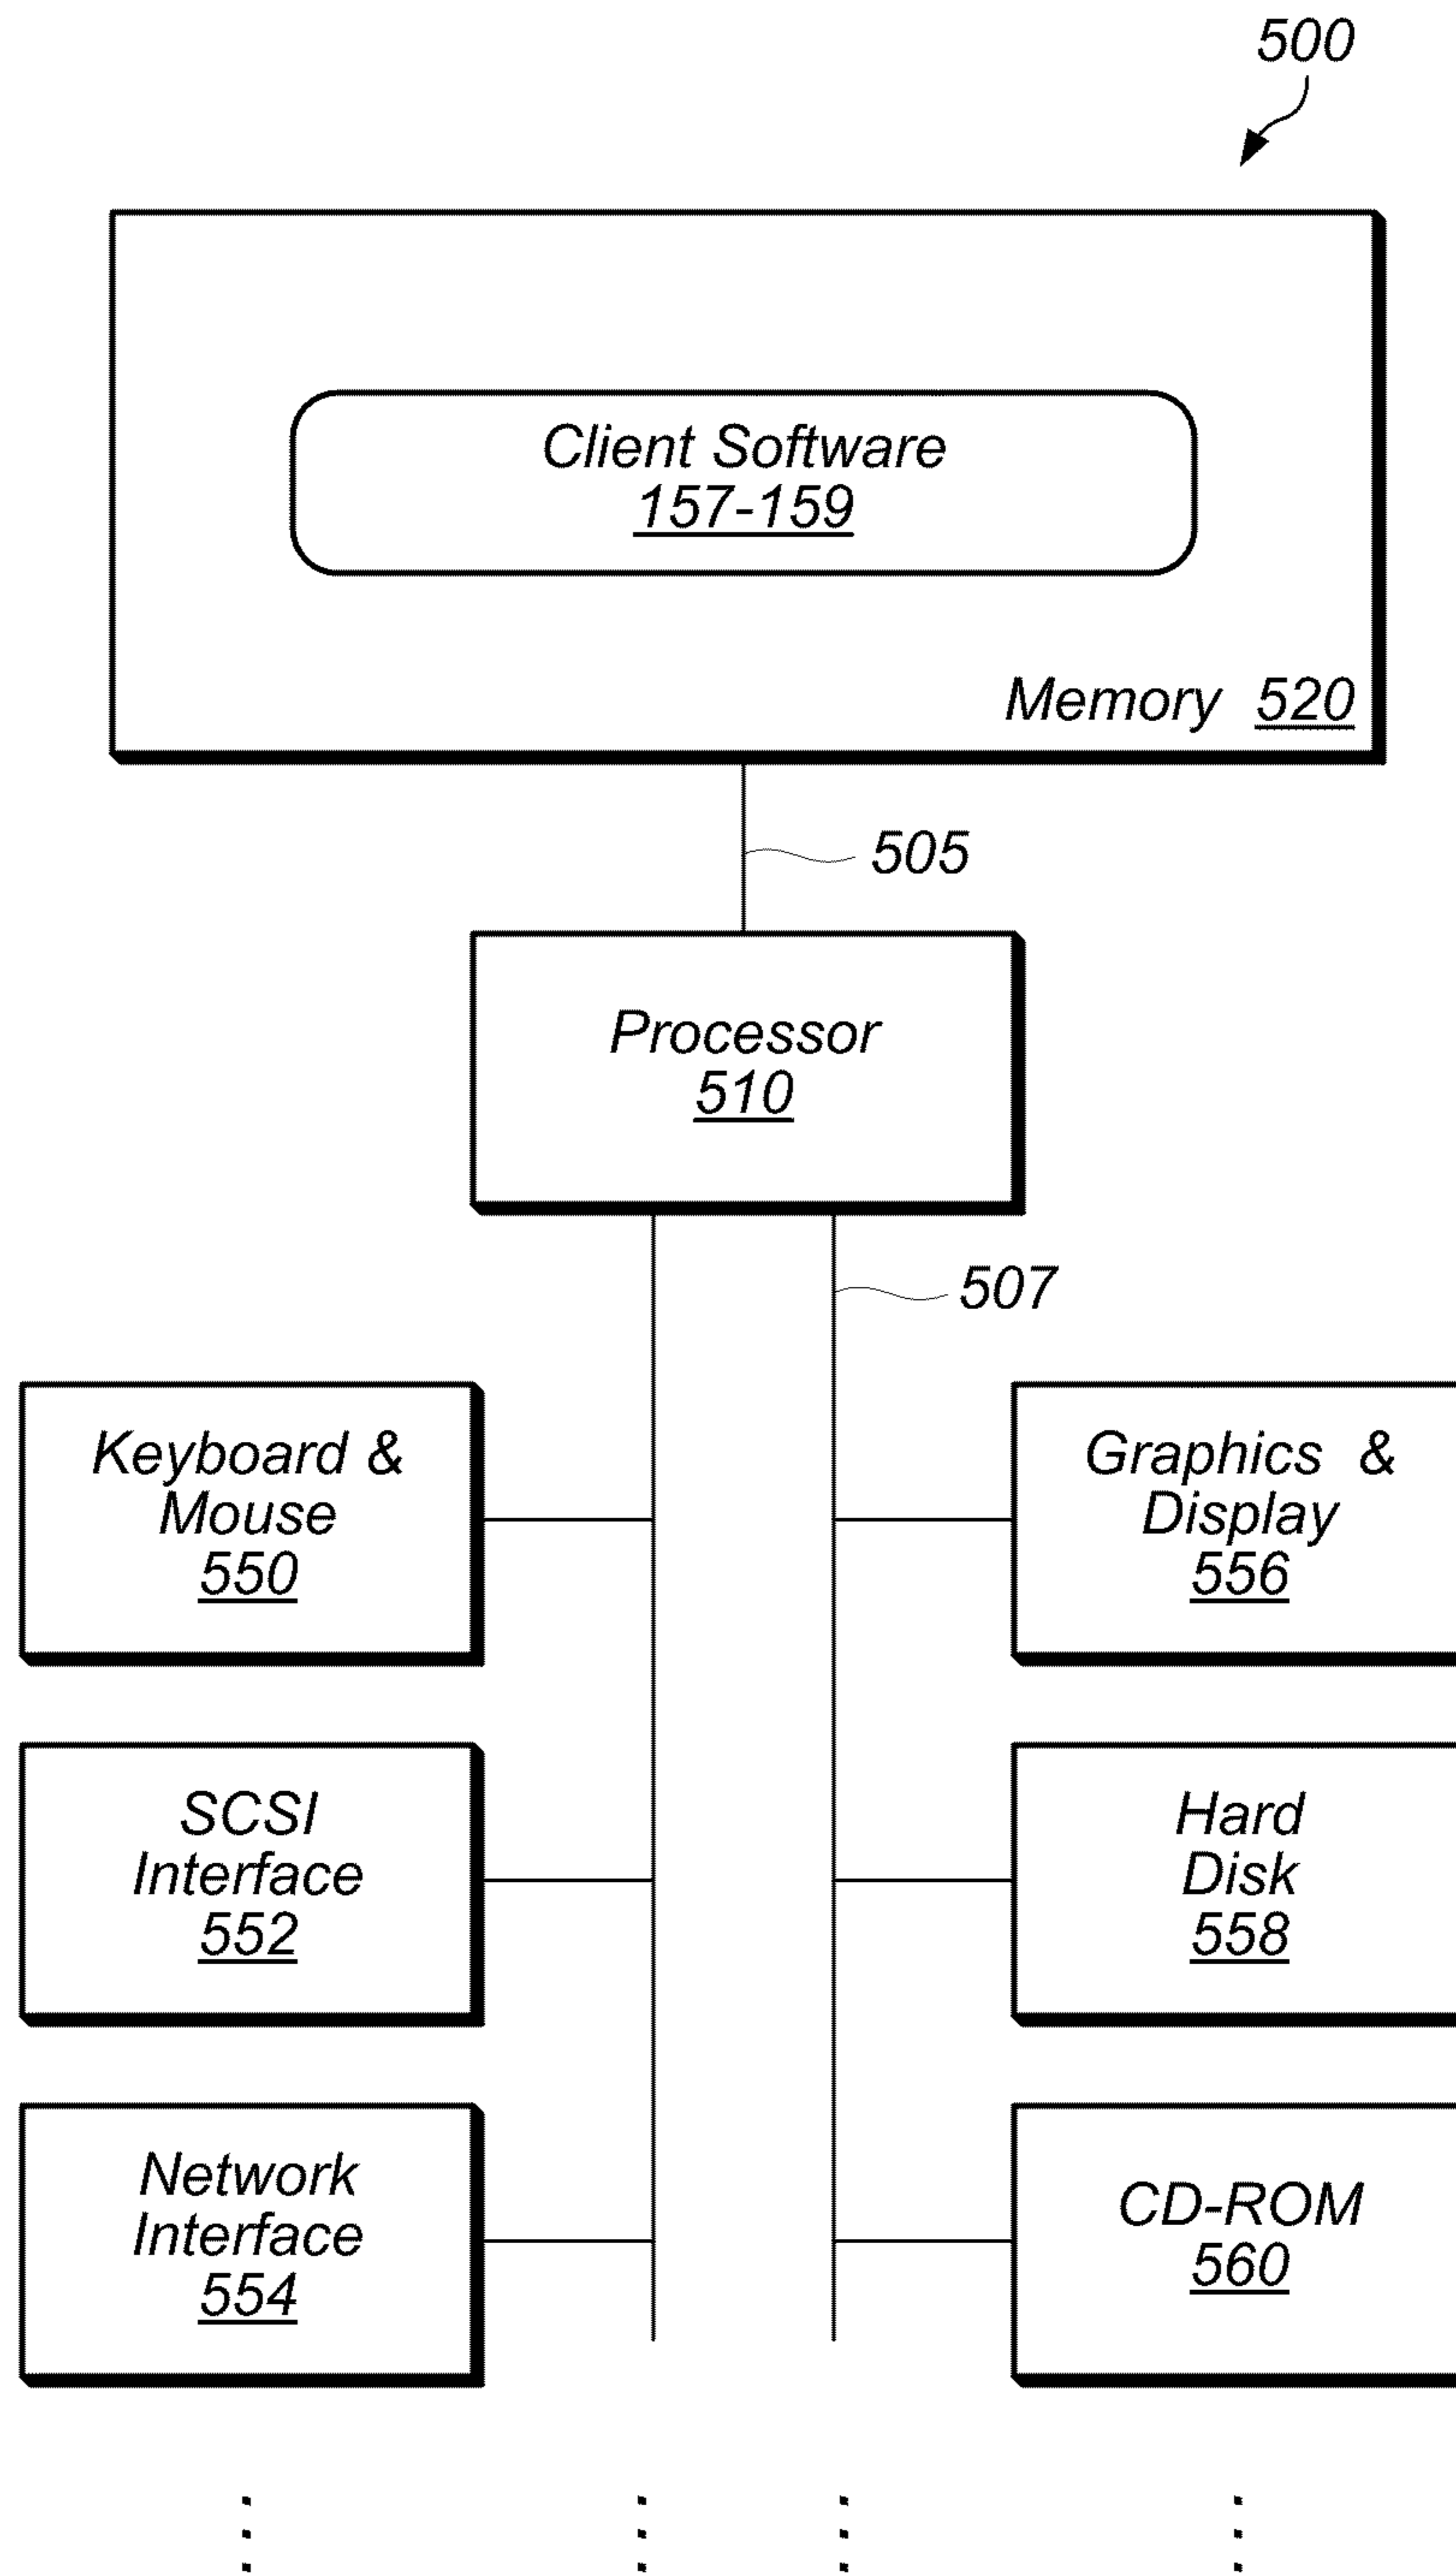 500
Client Software
157-159
Memory 520
505
Processor
510
507
Keyboard &
Mouse
550
Graphics &
Display
556
SCSI
Interface
552
Hard
Disk
558
Network
Interface
554
CD-ROM
560